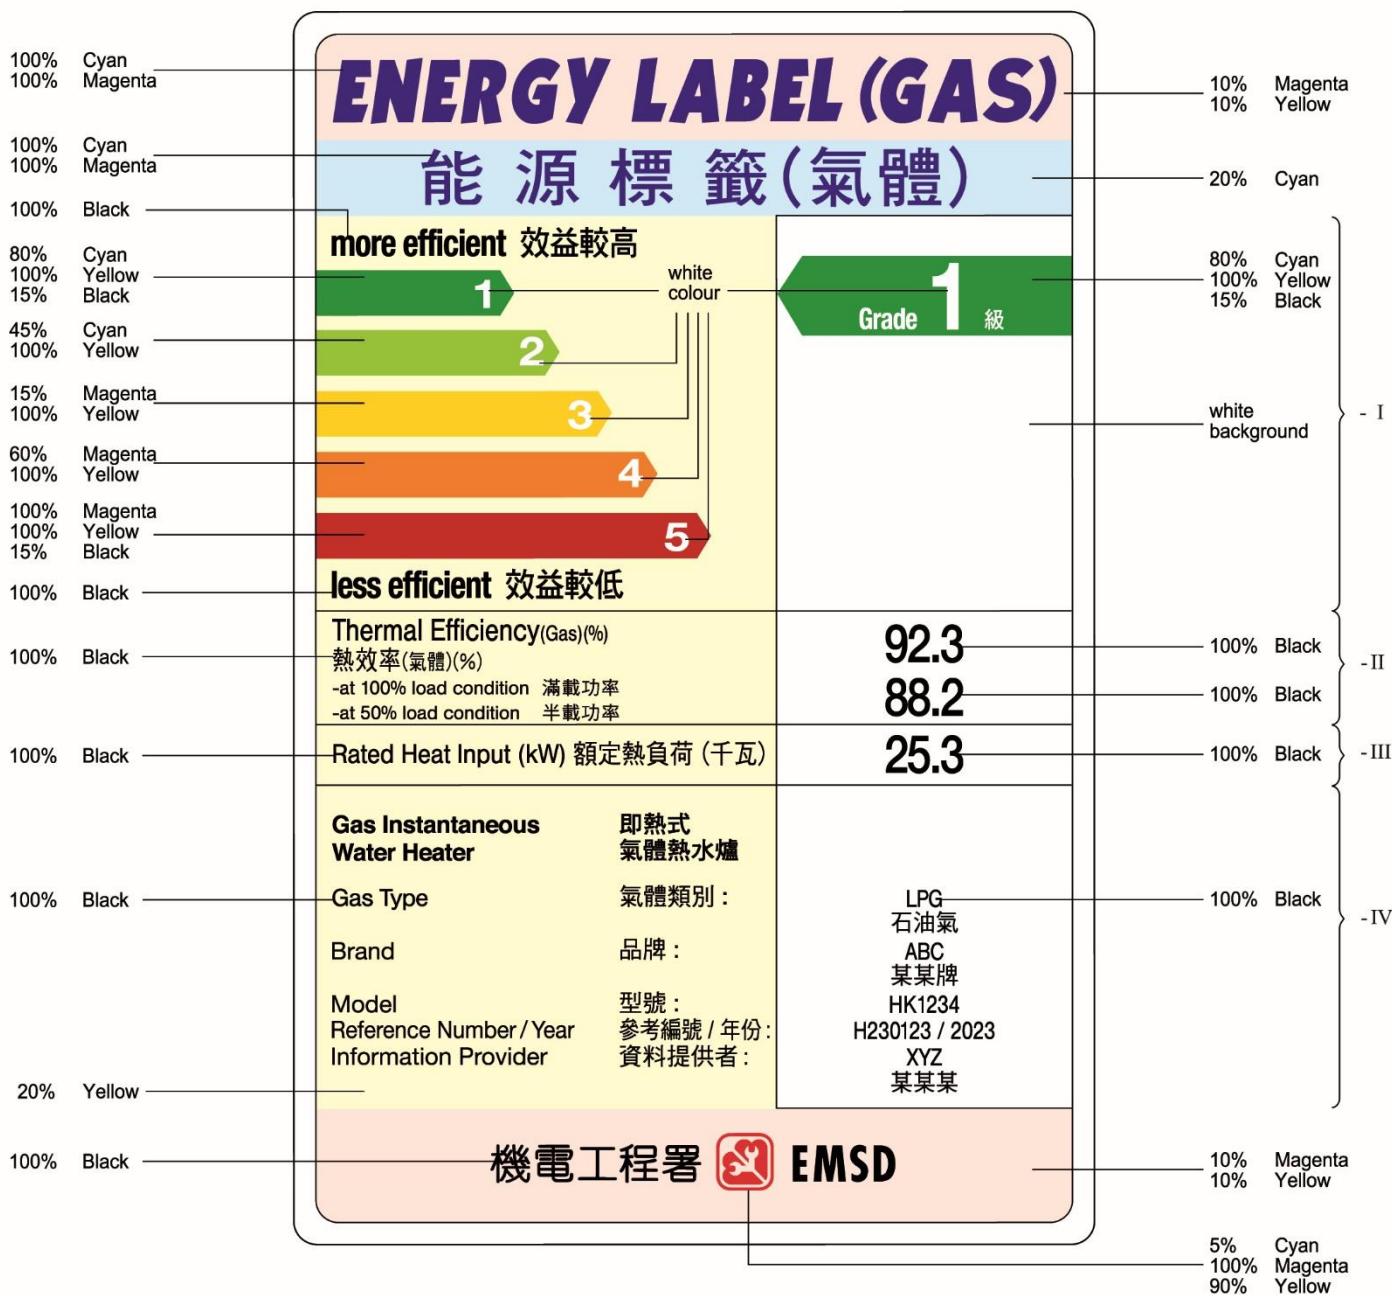 100% Cyan
100% Magenta
ENERGY LABEL (GAS)
10% Magenta
10% Yellow
100% Cyan
100% Magenta
能源標籤(氣體)
20% Cyan
100% Black
more efficient 效益較高
80% Cyan
100% Yellow
15% Black
1
white
colour
Grade 1 級
80% Cyan
100% Yellow
15% Black
45% Cyan
100% Yellow
2
15% Magenta
100% Yellow
3
white
background
- I
60% Magenta
100% Yellow
4
100% Magenta
100% Yellow
15% Black
5
100% Black
less efficient 效益較低
Thermal Efficiency(Gas)(%)
熱效率(氣體)(%)
100% Black
-at 100% load condition 滿載功率
-at 50% load condition 半載功率
92.3
88.2
100% Black
100% Black
-II
100% Black
Rated Heat Input (kW) 額定熱負荷 (千瓦)
25.3
100% Black
-III
Gas Instantaneous 即熱式
Water Heater 氣體熱水爐
100% Black
Gas Type 氣體類別 :
LPG
石油氣
100% Black
-IV
Brand 品牌 :
ABC
某某牌
Model 型號 :
HK1234
Reference Number / Year 參考編號 / 年份 :
H230123 / 2023
Information Provider 資料提供者 :
XYZ
某某某
20% Yellow
100% Black
機電工程署 EMSD
10% Magenta
10% Yellow
5% Cyan
100% Magenta
90% Yellow